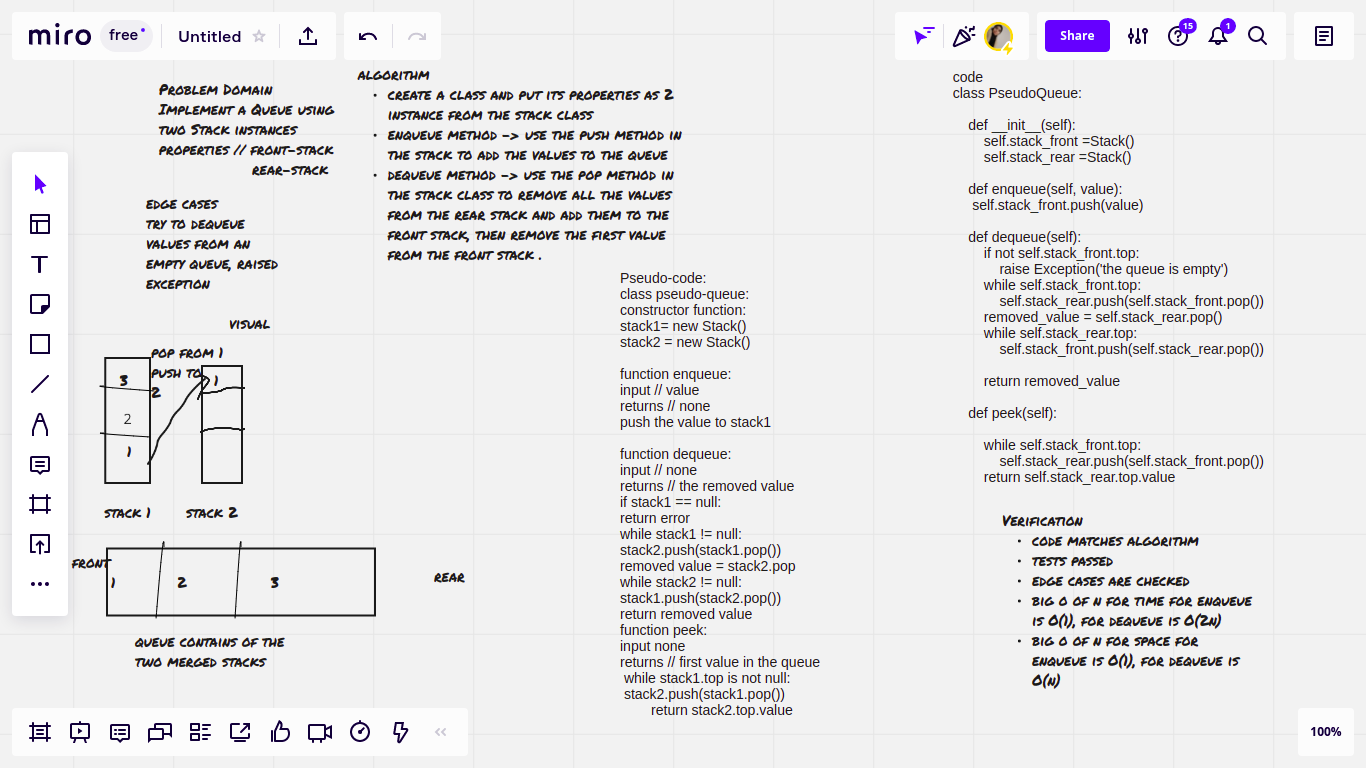 miro free Untitled
Share
15
1
Problem Domain
Implement a Queue using
two Stack instances
properties // front-stack
rear-stack
edge cases
try to dequeue
values from an
empty queue, raised
exception
visual
pop from 1
push to
2
3
2
1
1
stack 1
stack 2
front
1
2
3
rear
queue contains of the
two merged stacks
algorithm
• create a class and put its properties as 2
instance from the stack class
• enqueue method -> use the push method in
the stack to add the values to the queue
• dequeue method -> use the pop method in
the stack class to remove all the values
from the rear stack and add them to the
front stack, then remove the first value
from the front stack .
Pseudo-code:
class pseudo-queue:
constructor function:
stack1= new Stack()
stack2 = new Stack()
function enqueue:
input // value
returns // none
push the value to stack1
function dequeue:
input // none
returns // the removed value
if stack1 == null:
return error
while stack1 != null:
stack2.push(stack1.pop())
removed value = stack2.pop
while stack2 != null:
stack1.push(stack2.pop())
return removed value
function peek:
input none
returns // first value in the queue
while stack1.top is not null:
stack2.push(stack1.pop())
return stack2.top.value
code
class PseudoQueue:
def __init__(self):
self.stack_front =Stack()
self.stack_rear =Stack()
def enqueue(self, value):
self.stack_front.push(value)
def dequeue(self):
if not self.stack_front.top:
raise Exception('the queue is empty')
while self.stack_front.top:
self.stack_rear.push(self.stack_front.pop())
removed_value = self.stack_rear.pop()
while self.stack_rear.top:
self.stack_front.push(self.stack_rear.pop())
return removed_value
def peek(self):
while self.stack_front.top:
self.stack_rear.push(self.stack_front.pop())
return self.stack_rear.top.value
Verification
• code matches algorithm
• tests passed
• edge cases are checked
• big o of n for time for enqueue
is O(1), for dequeue is O(2n)
• big o of n for space for
enqueue is O(1), for dequeue is
O(n)
100%